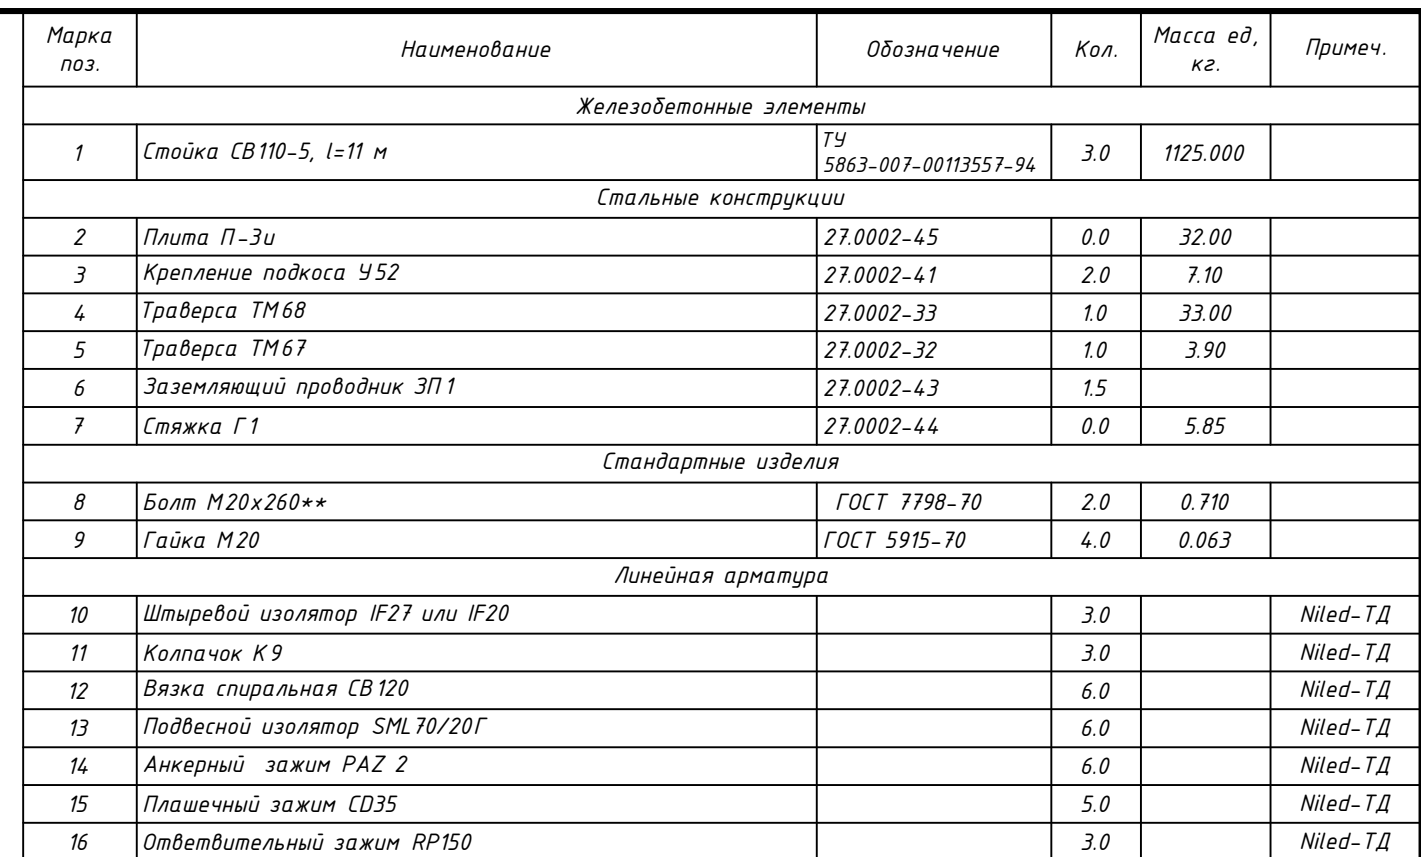 Марка поз. Наименование Обозначение Кол. Масса ед, кг. Примеч.
Железобетонные элементы
1 Стойка СВ110-5, l=11 м ТУ 5863-007-00113557-94 3.0 1125.000
Стальные конструкции
2 Плита П-3и 27.0002-45 0.0 32.00
3 Крепление подкоса У52 27.0002-41 2.0 7.10
4 Траверса ТМ68 27.0002-33 1.0 33.00
5 Траверса ТМ67 27.0002-32 1.0 3.90
6 Заземляющий проводник ЗП1 27.0002-43 1.5
7 Стяжка Г1 27.0002-44 0.0 5.85
Стандартные изделия
8 Болт М20х260** ГОСТ 7798-70 2.0 0.710
9 Гайка М20 ГОСТ 5915-70 4.0 0.063
Линейная арматура
10 Штыревой изолятор IF27 или IF20 3.0 Niled-ТД
11 Колпачок К9 3.0 Niled-ТД
12 Вязка спиральная СВ120 6.0 Niled-ТД
13 Подвесной изолятор SML70/20Г 6.0 Niled-ТД
14 Анкерный зажим PAZ 2 6.0 Niled-ТД
15 Плашечный зажим CD35 5.0 Niled-ТД
16 Ответвительный зажим RP150 3.0 Niled-ТД